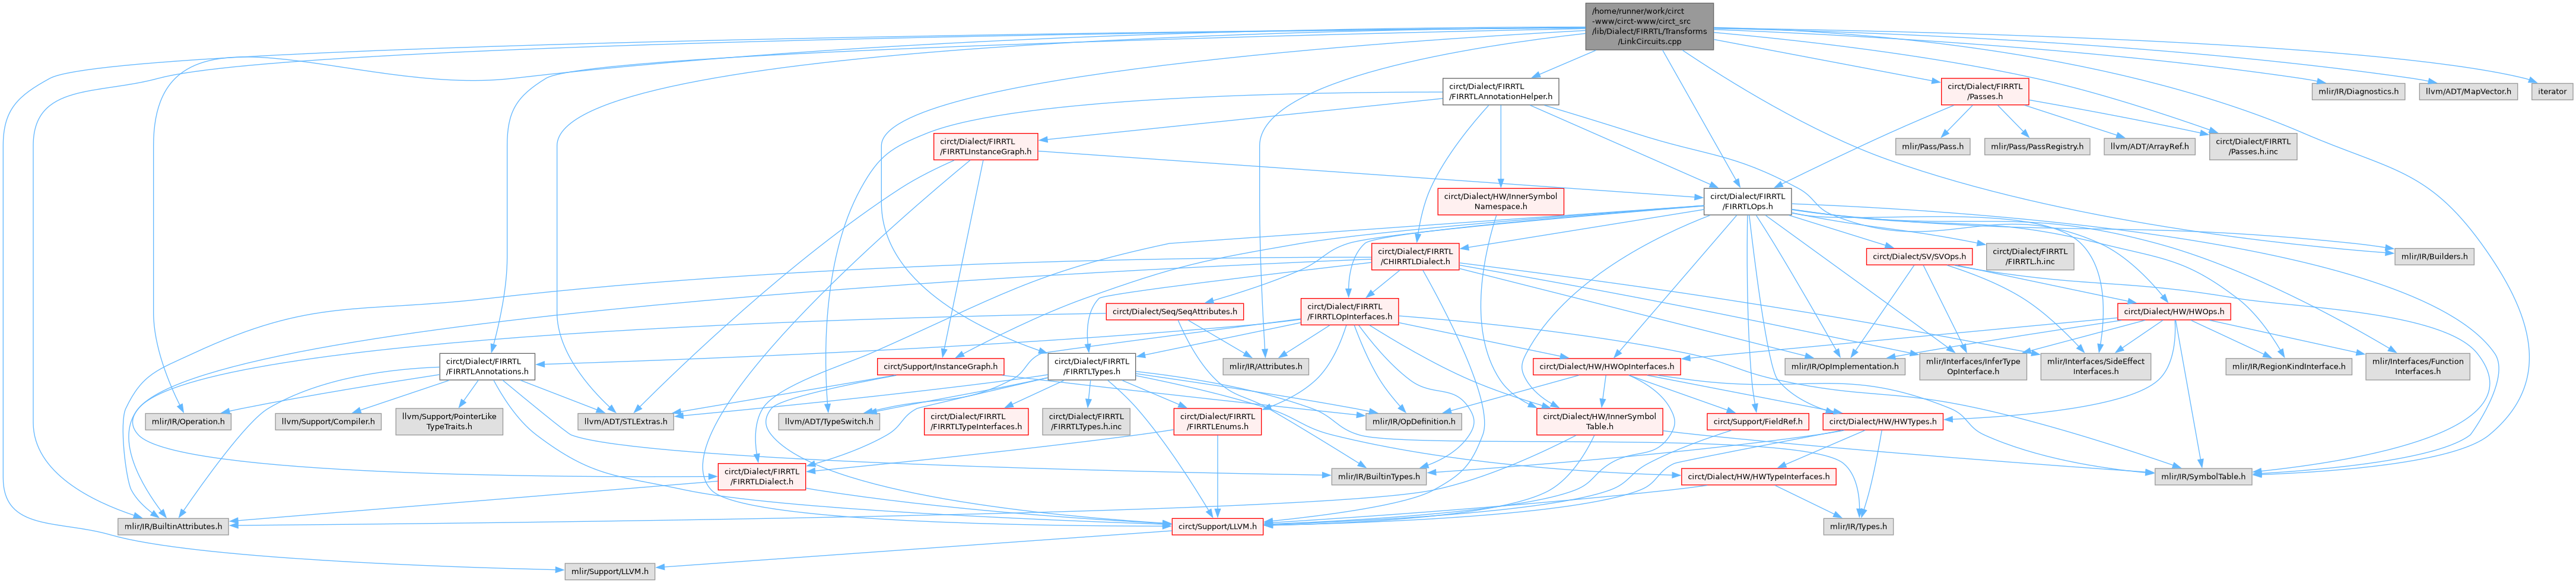 /home/runner/work/circt
-www/circt-www/circt_src
/lib/Dialect/FIRRTL/Transforms
/LinkCircuits.cpp
circt/Dialect/FIRRTL
/FIRRTLAnnotationHelper.h
circt/Dialect/FIRRTL
/Passes.h
mlir/IR/Diagnostics.h
llvm/ADT/MapVector.h
iterator
circt/Dialect/FIRRTL
/FIRRTLInstanceGraph.h
mlir/Pass/Pass.h
mlir/Pass/PassRegistry.h
llvm/ADT/ArrayRef.h
circt/Dialect/FIRRTL
/Passes.h.inc
circt/Dialect/HW/InnerSymbol
Namespace.h
circt/Dialect/FIRRTL
/FIRRTLOps.h
circt/Dialect/FIRRTL
/CHIRRTLDialect.h
circt/Dialect/SV/SVOps.h
circt/Dialect/FIRRTL
/FIRRTL.h.inc
mlir/IR/Builders.h
circt/Dialect/Seq/SeqAttributes.h
circt/Dialect/FIRRTL
/FIRRTLOpInterfaces.h
circt/Dialect/HW/HWOps.h
circt/Dialect/FIRRTL
/FIRRTLAnnotations.h
circt/Support/InstanceGraph.h
circt/Dialect/FIRRTL
/FIRRTLTypes.h
mlir/IR/Attributes.h
circt/Dialect/HW/HWOpInterfaces.h
mlir/IR/OpImplementation.h
mlir/Interfaces/InferType
OpInterface.h
mlir/Interfaces/SideEffect
Interfaces.h
mlir/IR/RegionKindInterface.h
mlir/Interfaces/Function
Interfaces.h
mlir/IR/Operation.h
llvm/Support/Compiler.h
llvm/Support/PointerLike
TypeTraits.h
llvm/ADT/STLExtras.h
llvm/ADT/TypeSwitch.h
circt/Dialect/FIRRTL
/FIRRTLTypeInterfaces.h
circt/Dialect/FIRRTL
/FIRRTLTypes.h.inc
circt/Dialect/FIRRTL
/FIRRTLEnums.h
mlir/IR/OpDefinition.h
circt/Dialect/HW/InnerSymbol
Table.h
circt/Support/FieldRef.h
circt/Dialect/HW/HWTypes.h
circt/Dialect/FIRRTL
/FIRRTLDialect.h
mlir/IR/BuiltinTypes.h
circt/Dialect/HW/HWTypeInterfaces.h
mlir/IR/SymbolTable.h
mlir/IR/BuiltinAttributes.h
circt/Support/LLVM.h
mlir/IR/Types.h
mlir/Support/LLVM.h